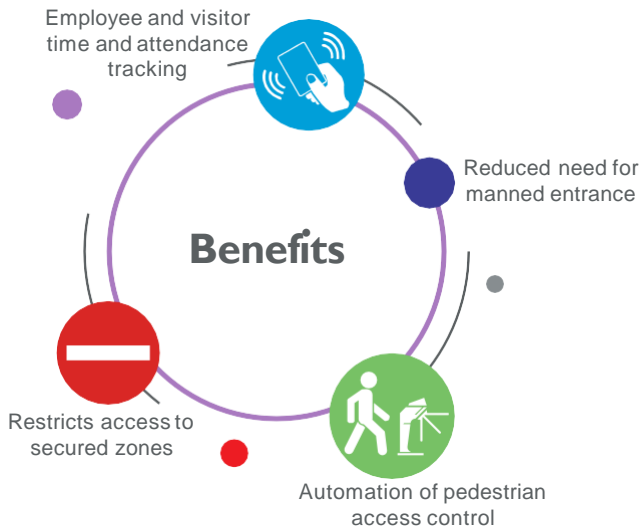 Employee and visitor
time and attendance
tracking
Reduced need for
manned entrance
Benefits
Restricts access to
secured zones
Automation of pedestrian
access control